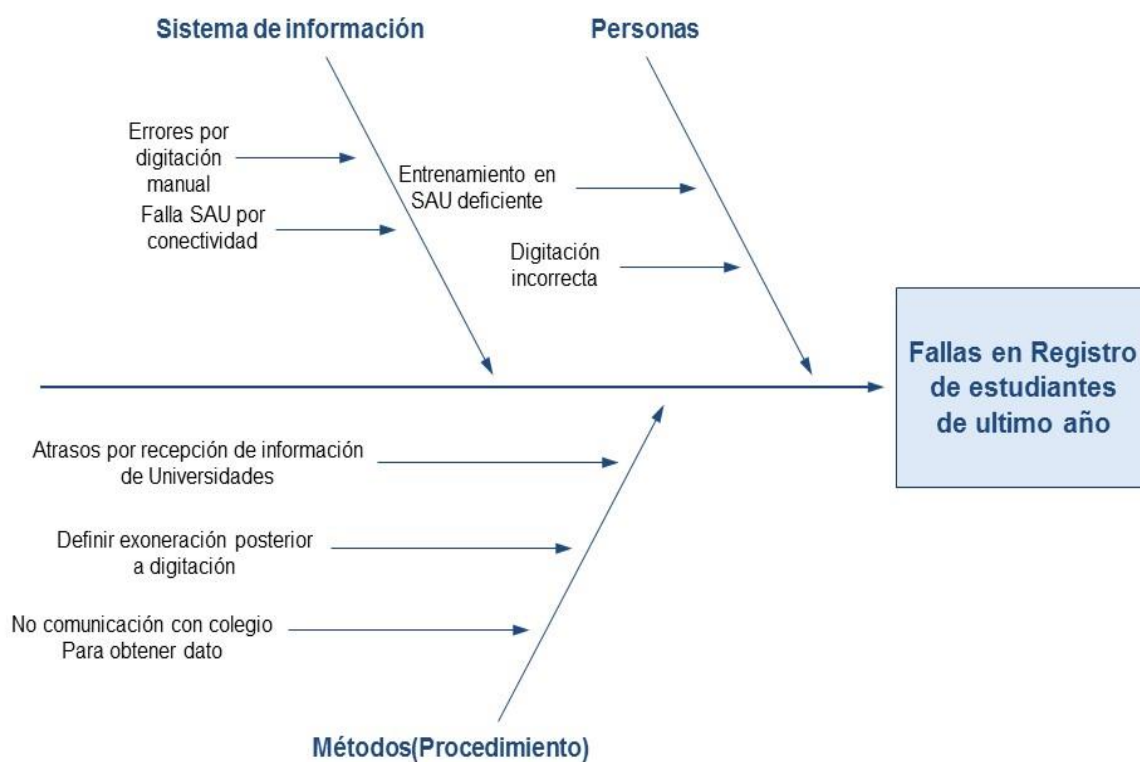 Sistema de información
Personas
Errores por
digitación
manual
Falla SAU por
conectividad
Entrenamiento en
SAU deficiente
Digitación
incorrecta
Fallas en Registro
de estudiantes
de ultimo año
Atrasos por recepción de información
de Universidades
Definir exoneración posterior
a digitación
No comunicación con colegio
Para obtener dato
Métodos(Procedimiento)